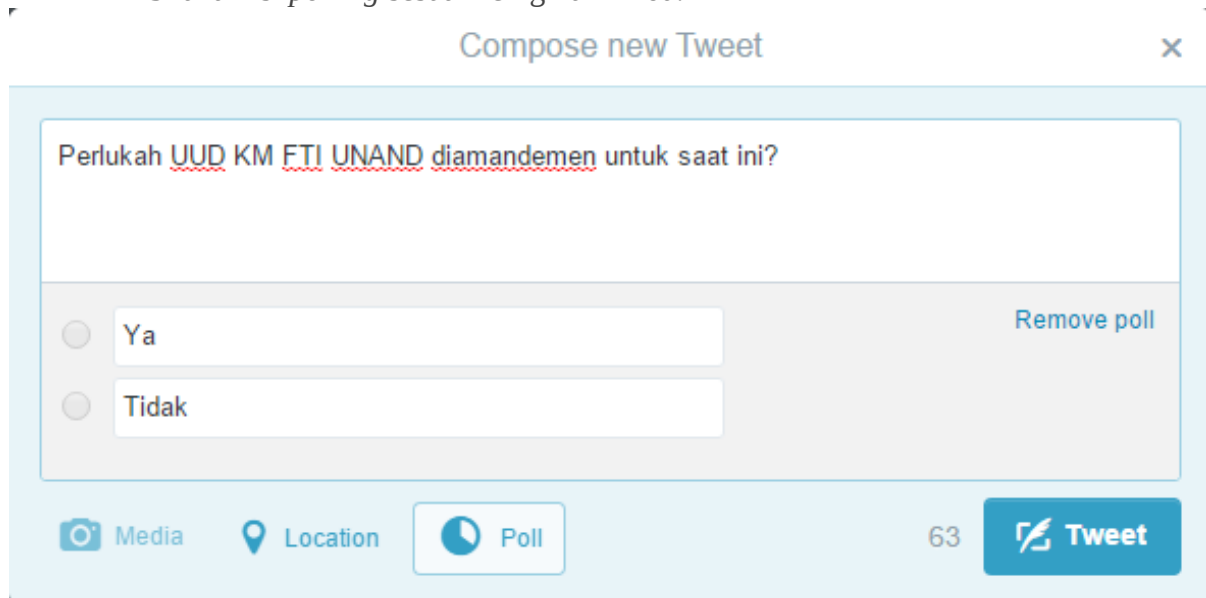 Compose new Tweet ×
Perlukah UUD KM FTI UNAND diamandemen untuk saat ini?
Ya
Remove poll
Tidak
Media Location Poll 63 Tweet